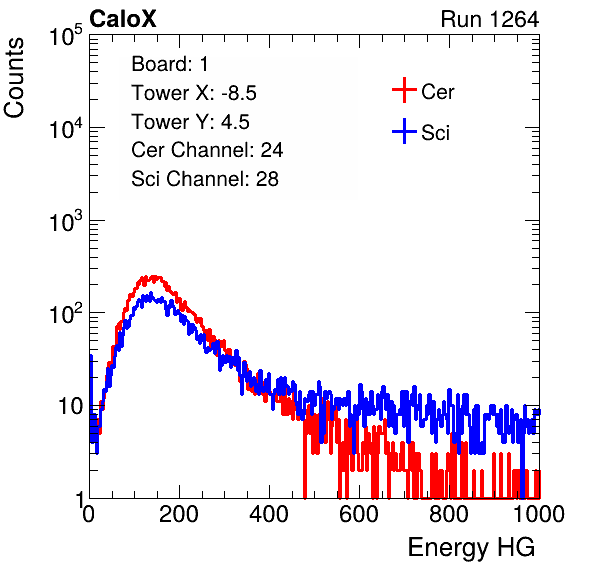 CaloX Run 1264
Counts
10^5
10^4
10^3
10^2
10
1
Board: 1
Tower X: -8.5
Tower Y: 4.5
Cer Channel: 24
Sci Channel: 28
Cer
Sci
0 200 400 600 800 1000
Energy HG